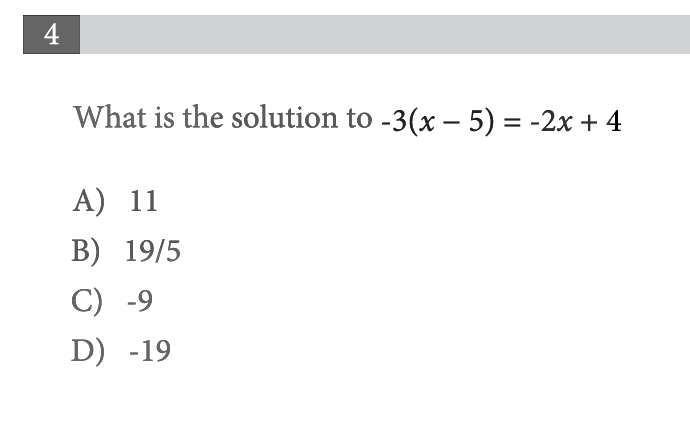 4
What is the solution to -3(x – 5) = -2x + 4
A) 11
B) 19/5
C) -9
D) -19